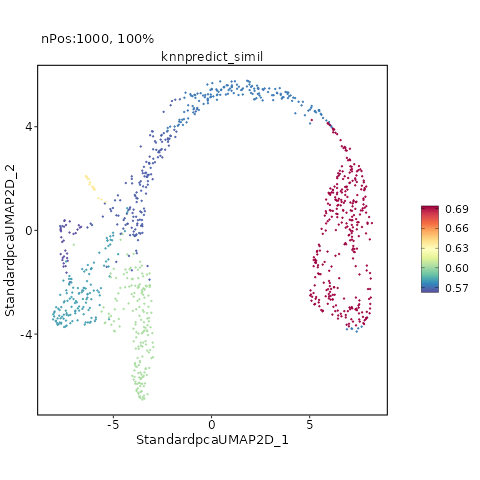 nPos:1000, 100%
knnpredict_simil
StandardpcaUMAP2D_2
4
0
-4
0.69
0.66
0.63
0.60
0.57
-5
0
5
StandardpcaUMAP2D_1